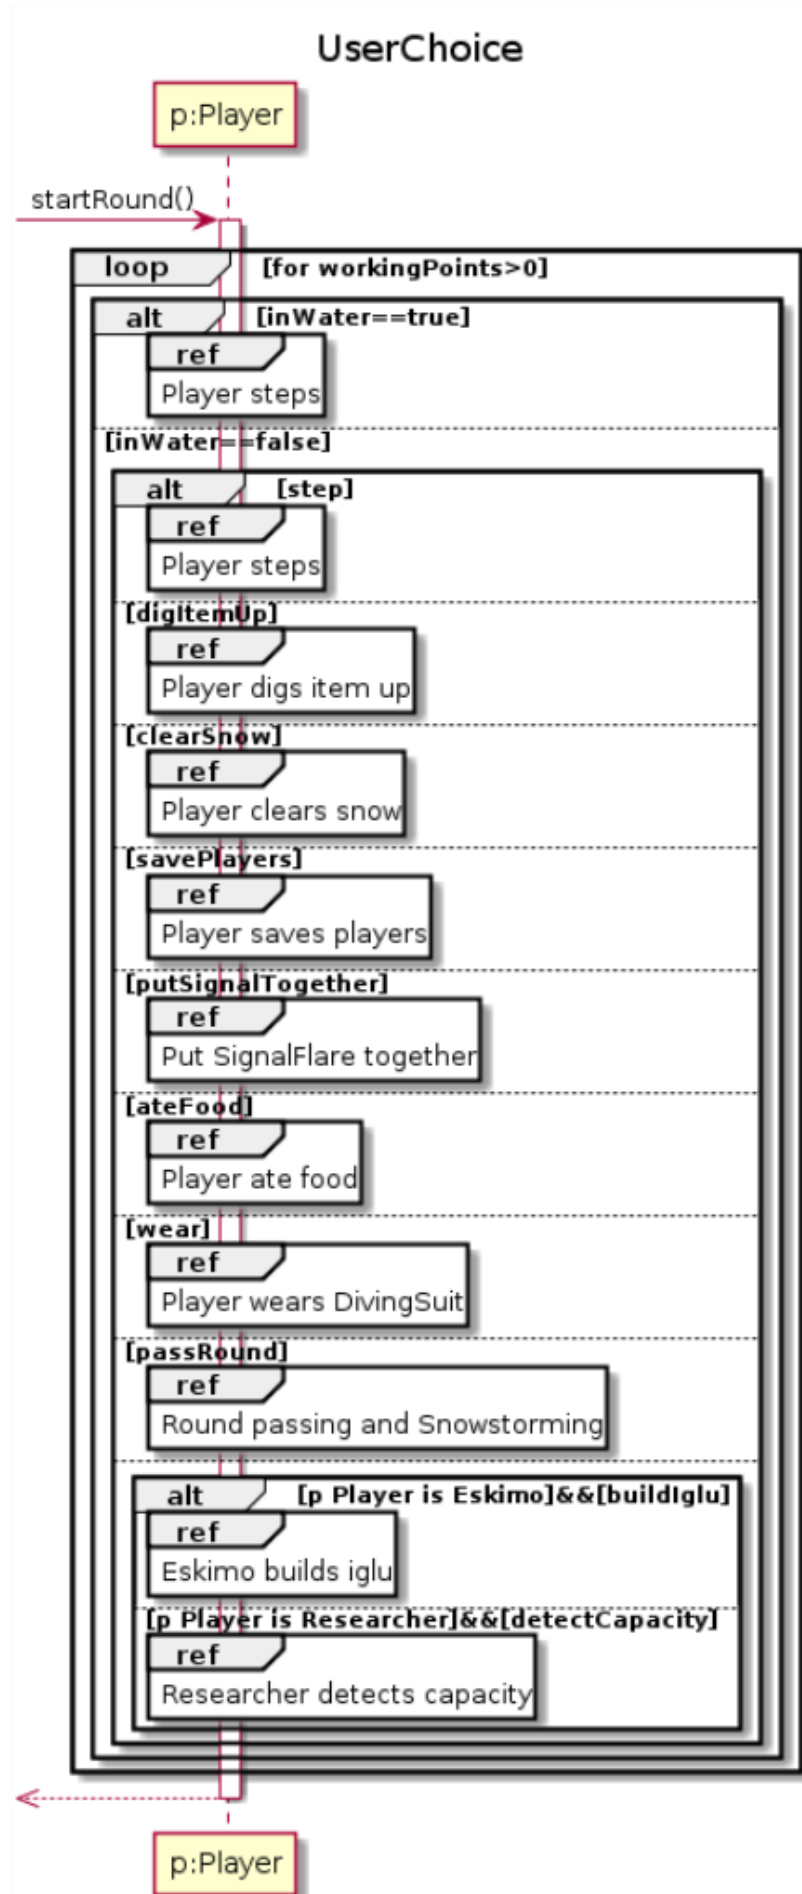 UserChoice
p:Player
startRound()
loop [for workingPoints>0]
alt [inWater==true]
ref
Player steps
[inWater==false]
alt [step]
ref
Player steps
[digItemUp]
ref
Player digs item up
[clearSnow]
ref
Player clears snow
[savePlayers]
ref
Player saves players
[putSignalTogether]
ref
Put SignalFlare together
[ateFood]
ref
Player ate food
[wear]
ref
Player wears DivingSuit
[passRound]
ref
Round passing and Snowstorming
alt [p Player is Eskimo]&&[buildIglu]
ref
Eskimo builds iglu
[p Player is Researcher]&&[detectCapacity]
ref
Researcher detects capacity
p:Player